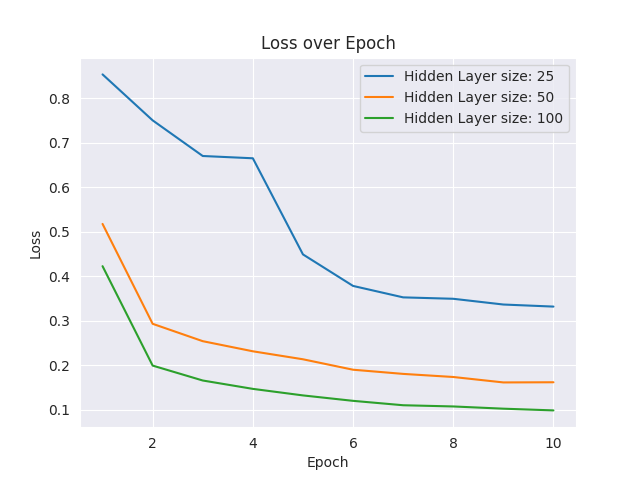 Loss over Epoch
Hidden Layer size: 25
Hidden Layer size: 50
Hidden Layer size: 100
0.8
0.7
0.6
0.5
0.4
0.3
0.2
0.1
Loss
2 4 6 8 10
Epoch